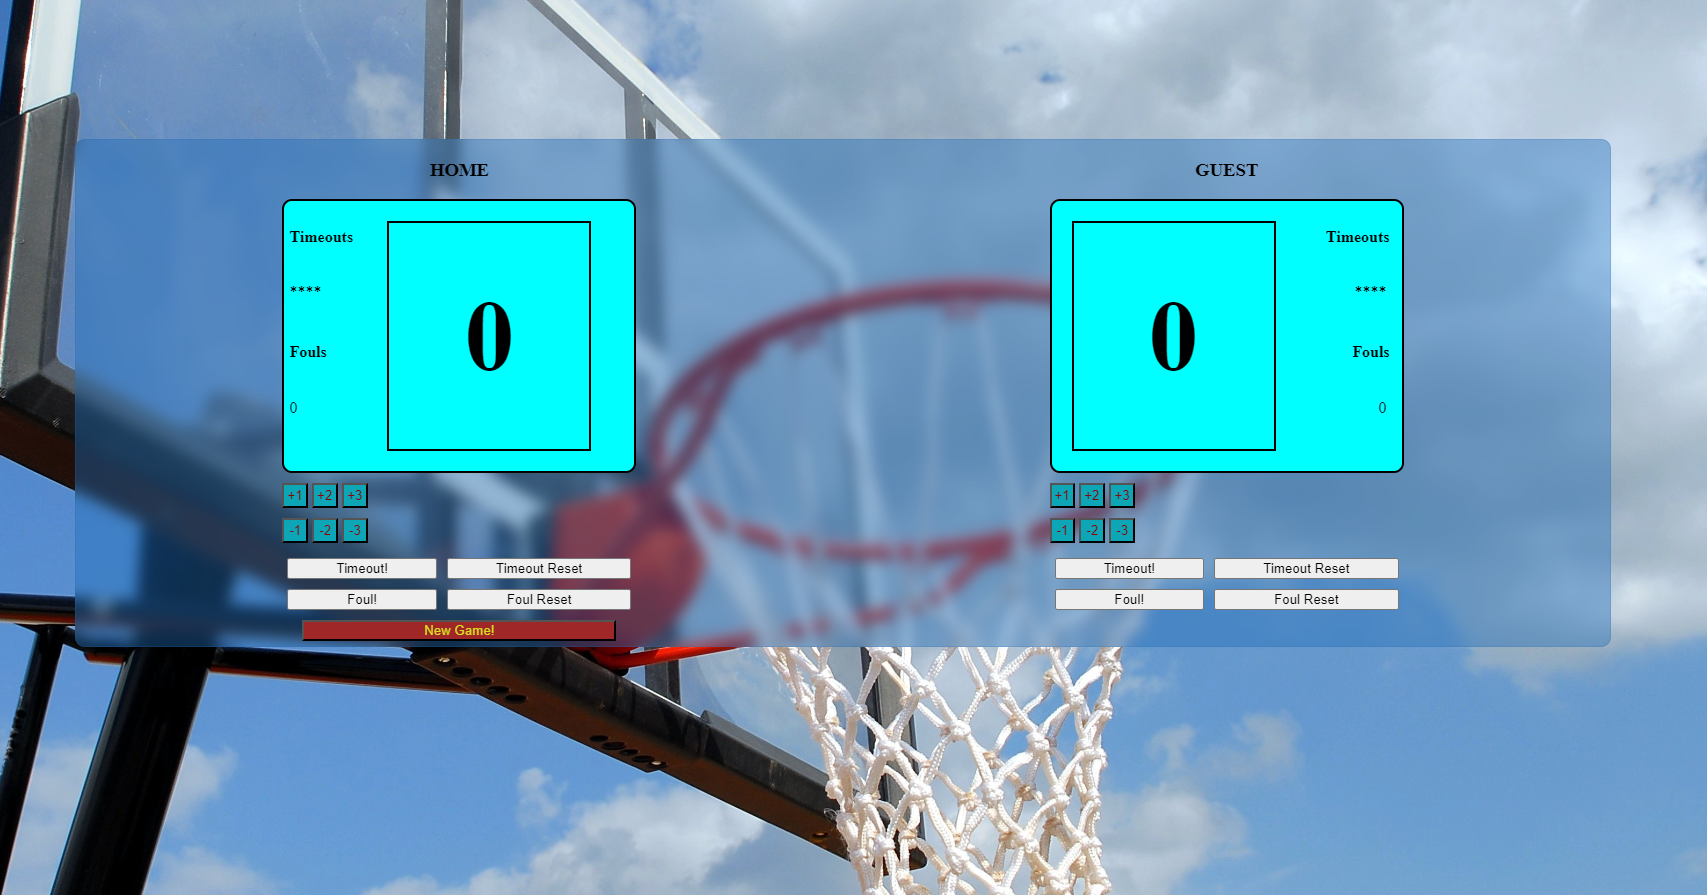 HOME
Timeouts
****
Fouls
0
0
+1 +2 +3
-1 -2 -3
Timeout! Timeout Reset
Foul! Foul Reset
New Game!
GUEST
0
Timeouts
****
Fouls
0
+1 +2 +3
-1 -2 -3
Timeout! Timeout Reset
Foul! Foul Reset